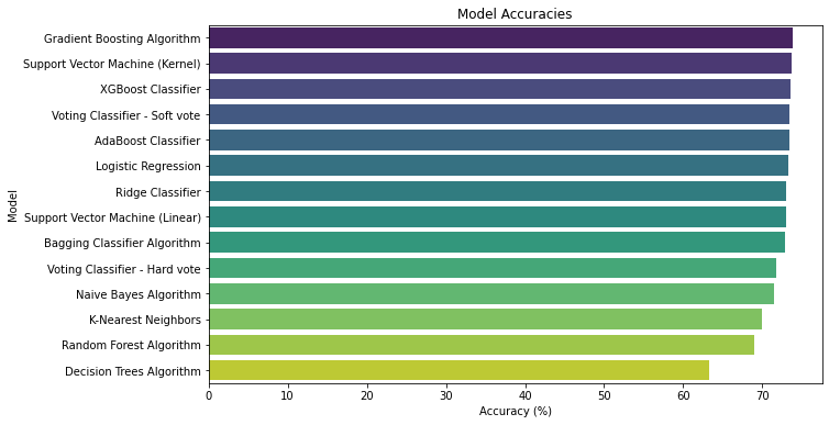 Model Accuracies
Gradient Boosting Algorithm
Support Vector Machine (Kernel)
XGBoost Classifier
Voting Classifier - Soft vote
AdaBoost Classifier
Logistic Regression
Ridge Classifier
Support Vector Machine (Linear)
Bagging Classifier Algorithm
Voting Classifier - Hard vote
Naive Bayes Algorithm
K-Nearest Neighbors
Random Forest Algorithm
Decision Trees Algorithm
Model
0 10 20 30 40 50 60 70
Accuracy (%)